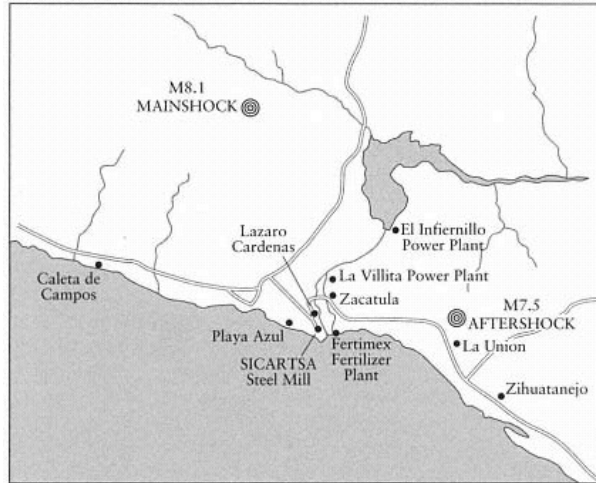 M8.1
MAINSHOCK
Lazaro
Cardenas
El Infiernillo
Power Plant
Caleta de
Campos
La Villita Power Plant
Zacatula
M7.5
AFTERSHOCK
Playa Azul
SICARTSA
Steel Mill
Fertimex
Fertilizer
Plant
La Union
Zihuatanejo